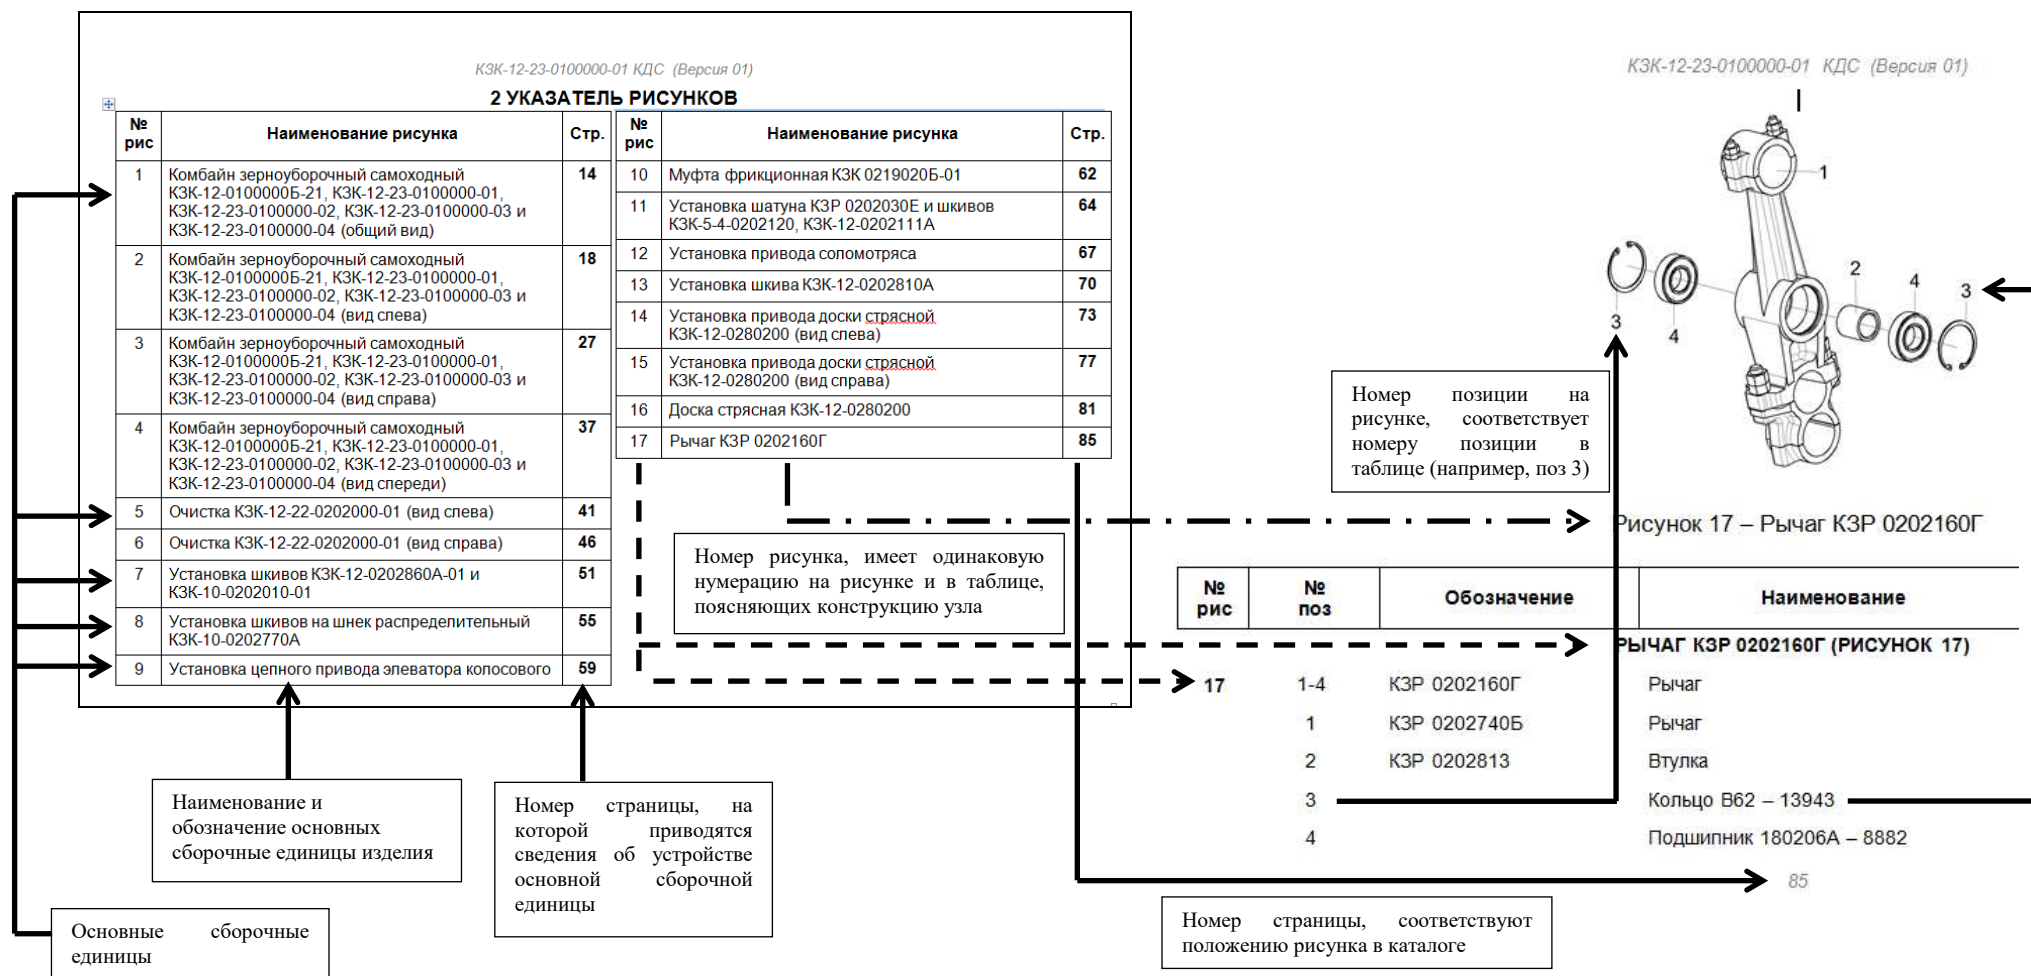 КЗК-12-23-0100000-01 КДС (Версия 01)
2 УКАЗАТЕЛЬ РИСУНКОВ
№ рис
Наименование рисунка
Стр.
1
Комбайн зерноуборочный самоходный
КЗК-12-0100000Б-21, КЗК-12-23-0100000-01,
КЗК-12-23-0100000-02, КЗК-12-23-0100000-03 и
КЗК-12-23-0100000-04 (общий вид)
14
2
Комбайн зерноуборочный самоходный
КЗК-12-0100000Б-21, КЗК-12-23-0100000-01,
КЗК-12-23-0100000-02, КЗК-12-23-0100000-03 и
КЗК-12-23-0100000-04 (вид слева)
18
3
Комбайн зерноуборочный самоходный
КЗК-12-0100000Б-21, КЗК-12-23-0100000-01,
КЗК-12-23-0100000-02, КЗК-12-23-0100000-03 и
КЗК-12-23-0100000-04 (вид справа)
27
4
Комбайн зерноуборочный самоходный
КЗК-12-0100000Б-21, КЗК-12-23-0100000-01,
КЗК-12-23-0100000-02, КЗК-12-23-0100000-03 и
КЗК-12-23-0100000-04 (вид спереди)
37
5
Очистка КЗК-12-22-0202000-01 (вид слева)
41
6
Очистка КЗК-12-22-0202000-01 (вид справа)
46
7
Установка шкивов КЗК-12-0202860А-01 и
КЗК-10-0202010-01
51
8
Установка шкивов на шнек распределительный
КЗК-10-0202770А
55
9
Установка цепного привода элеватора колосового
59
№ рис
Наименование рисунка
Стр.
10
Муфта фрикционная КЗК 0219020Б-01
62
11
Установка шатуна КЗР 0202030Е и шкивов
КЗК-5-4-0202120, КЗК-12-0202111А
64
12
Установка привода соломотряса
67
13
Установка шкива КЗК-12-0202810А
70
14
Установка привода доски стрясной
КЗК-12-0280200 (вид слева)
73
15
Установка привода доски стрясной
КЗК-12-0280200 (вид справа)
77
16
Доска стрясная КЗК-12-0280200
81
17
Рычаг КЗР 0202160Г
85
Номер рисунка, имеет одинаковую
нумерацию на рисунке и в таблице,
поясняющих конструкцию узла
Наименование и
обозначение основных
сборочные единицы изделия
Номер страницы, на
которой приводятся
сведения об устройстве
основной сборочной
единицы
Основные сборочные
единицы
КЗК-12-23-0100000-01 КДС (Версия 01)
1
2
4
3
3
4
Номер позиции на
рисунке, соответствует
номеру позиции в
таблице (например, поз 3)
Рисунок 17 – Рычаг КЗР 0202160Г
№ рис
№ поз
Обозначение
Наименование
РЫЧАГ КЗР 0202160Г (РИСУНОК 17)
17
1-4
КЗР 0202160Г
Рычаг
1
КЗР 0202740Б
Рычаг
2
КЗР 0202813
Втулка
3
Кольцо В62 – 13943
4
Подшипник 180206А – 8882
85
Номер страницы, соответствуют
положению рисунка в каталоге